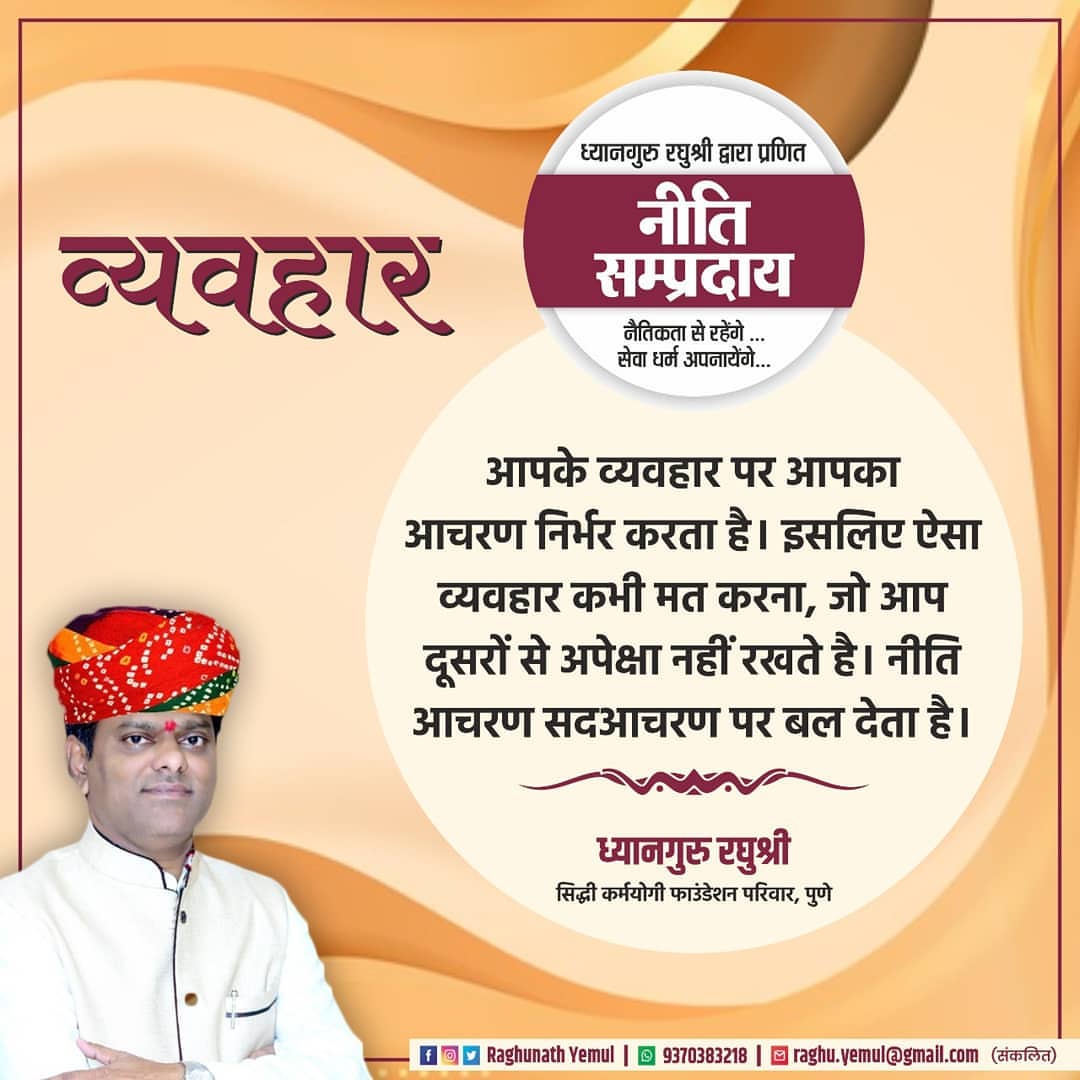 व्यवहार
ध्यानगुरु रघुश्री द्वारा प्रणित
नीति
सम्प्रदाय
नैतिकता से रहेंगे ...
सेवा धर्म अपनायेंगे...
आपके व्यवहार पर आपका
आचरण निर्भर करता है। इसलिए ऐसा
व्यवहार कभी मत करना, जो आप
दूसरों से अपेक्षा नहीं रखते है। नीति
आचरण सदआचरण पर बल देता है।
ध्यानगुरु रघुश्री
सिद्धी कर्मयोगी फाउंडेशन परिवार, पुणे
Raghunath Yemul | 9370383218 | raghu.yemul@gmail.com (संकलित)